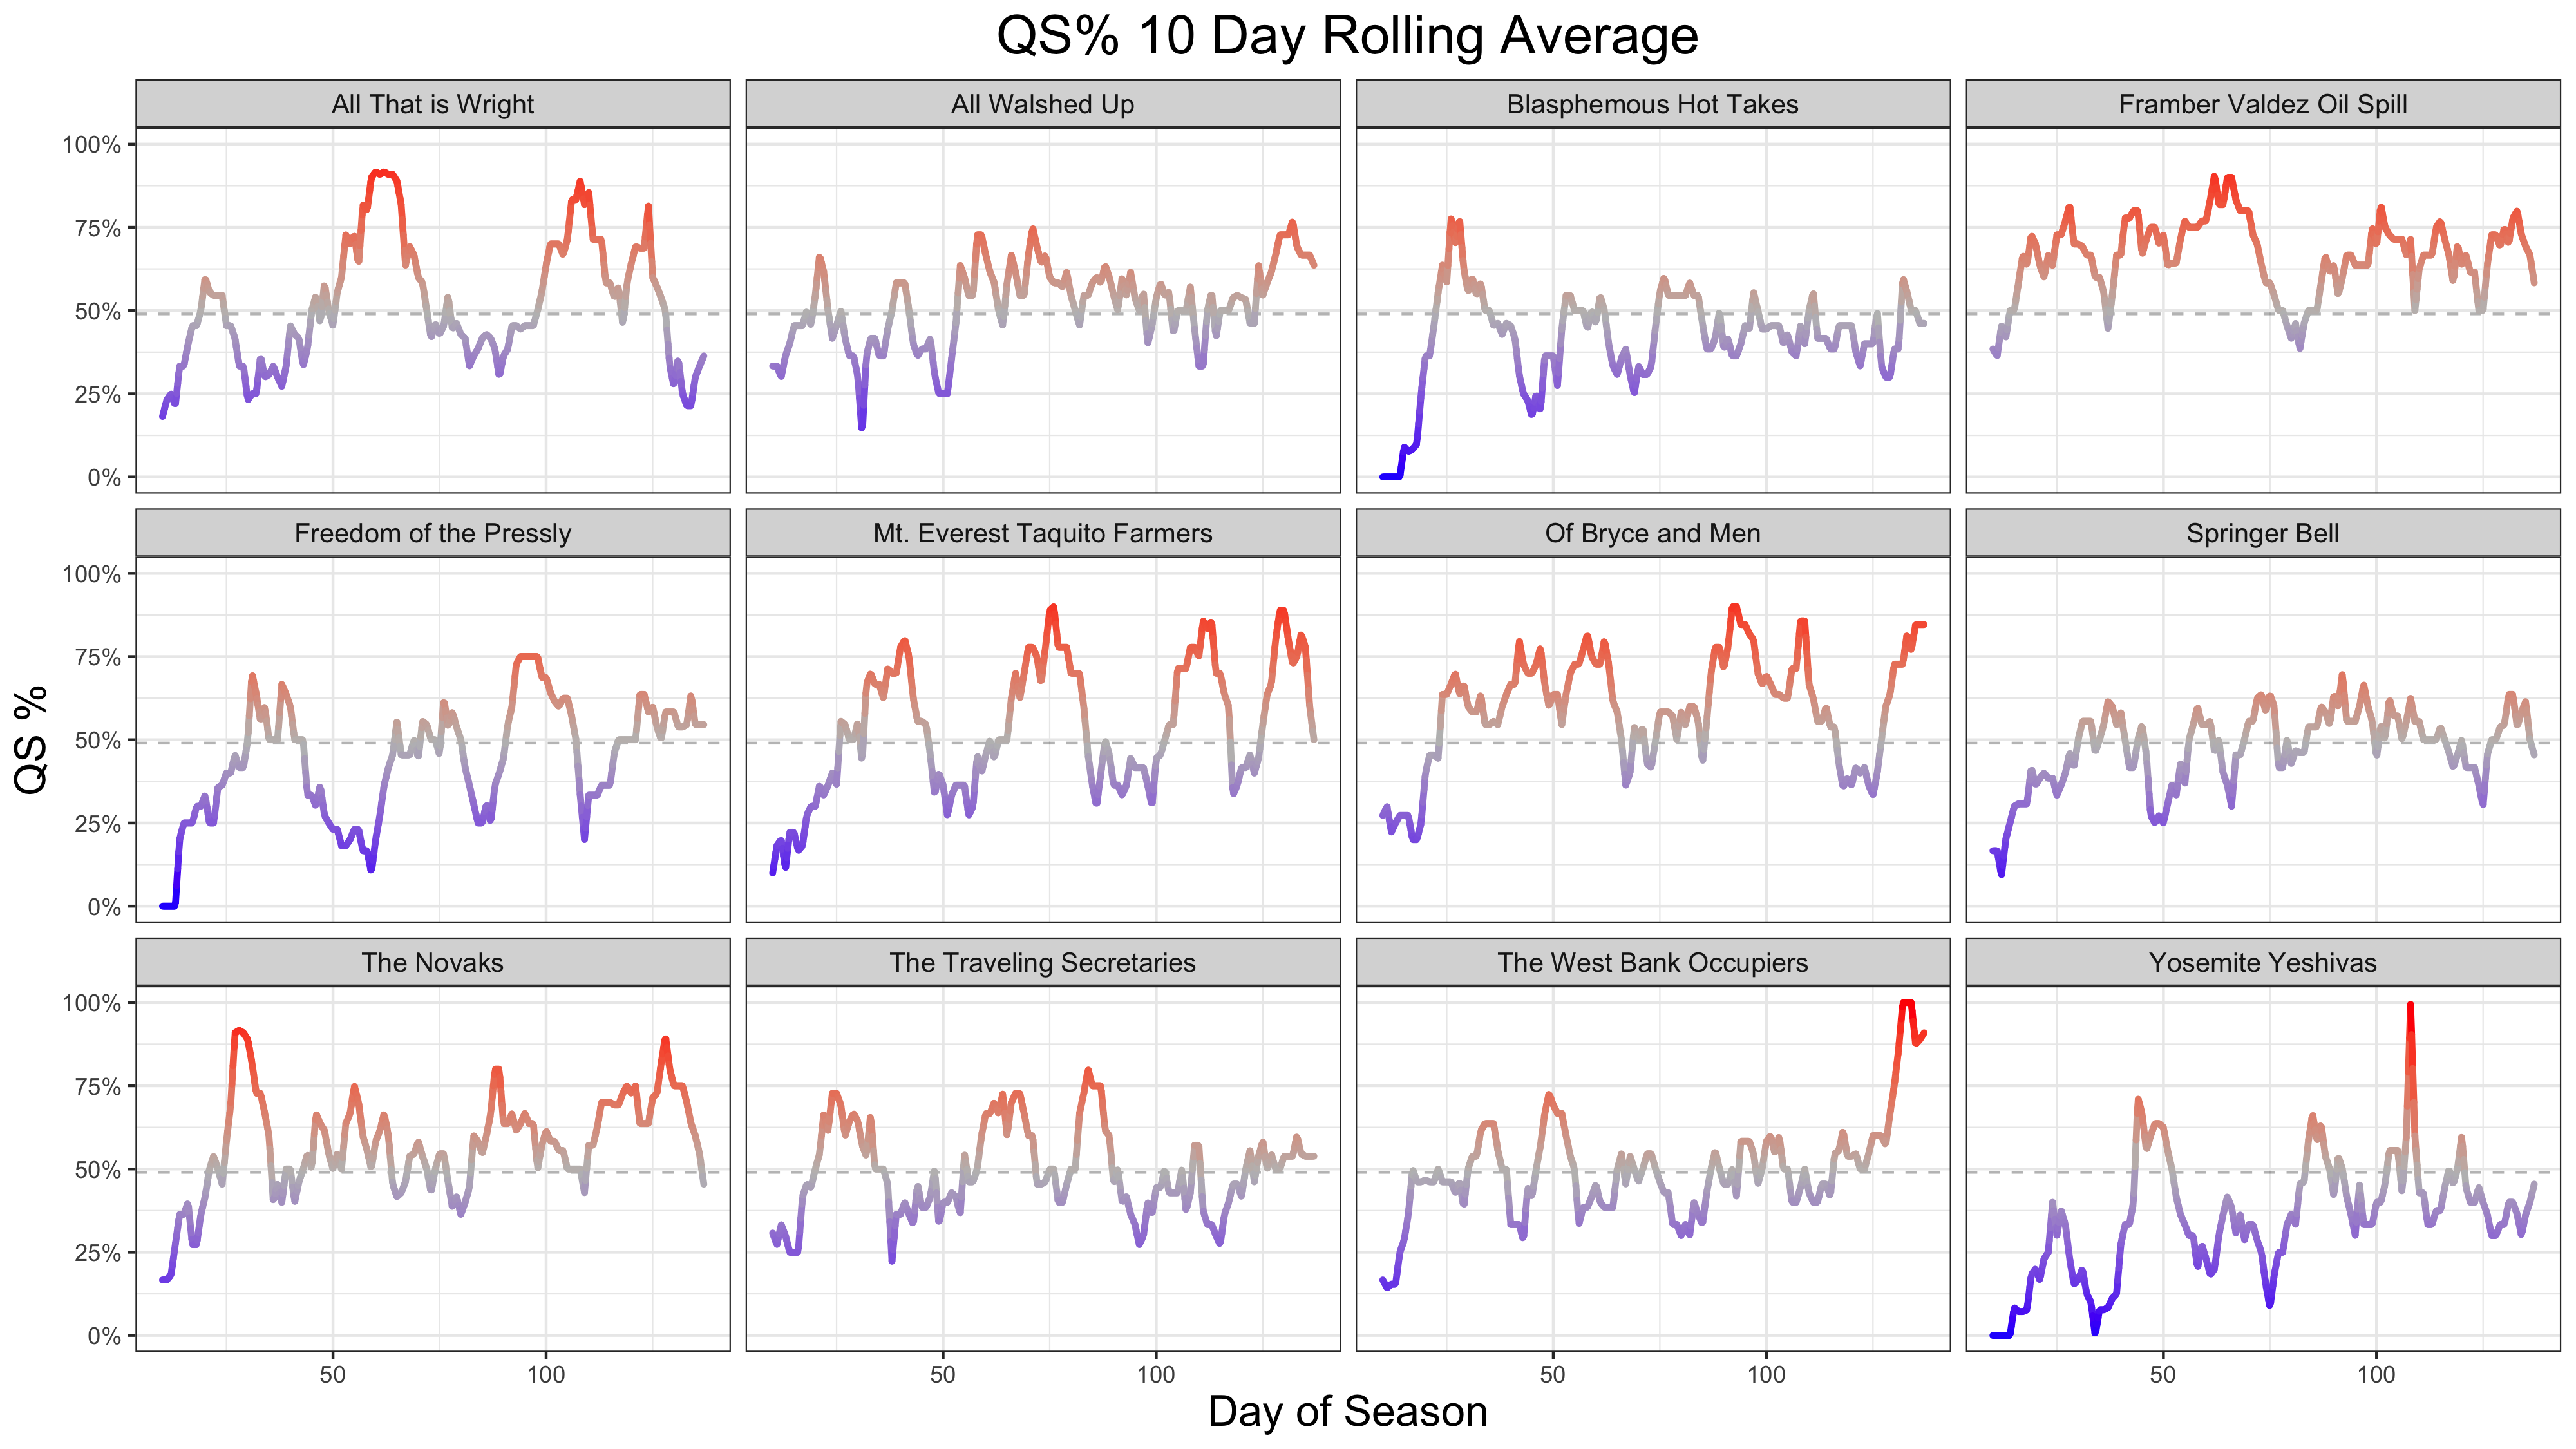 QS% 10 Day Rolling Average
All That is Wright
All Walshed Up
Blasphemous Hot Takes
Framber Valdez Oil Spill
100%
75%
50%
25%
0%
Freedom of the Pressly
Mt. Everest Taquito Farmers
Of Bryce and Men
Springer Bell
100%
75%
50%
25%
0%
QS %
The Novaks
The Traveling Secretaries
The West Bank Occupiers
Yosemite Yeshivas
100%
75%
50%
25%
0%
50 100 50 100 50 100 50 100
Day of Season